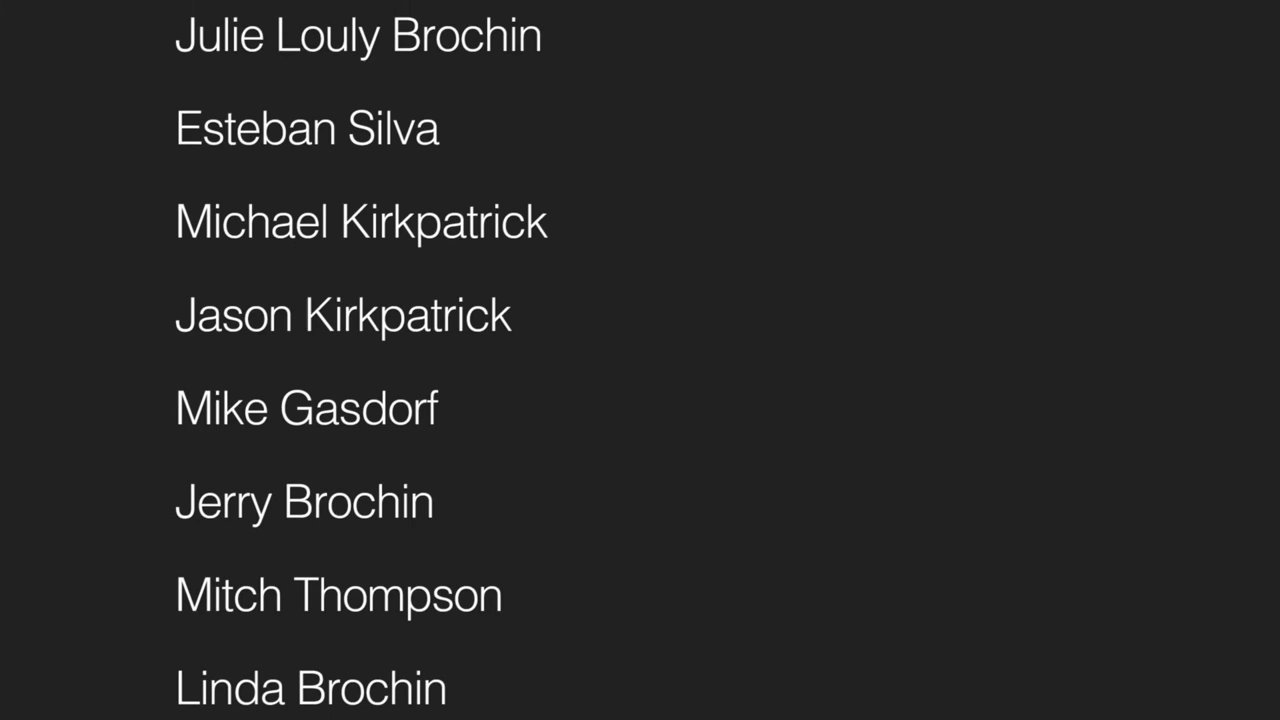 Julie Louly Brochin
Esteban Silva
Michael Kirkpatrick
Jason Kirkpatrick
Mike Gasdorf
Jerry Brochin
Mitch Thompson
Linda Brochin